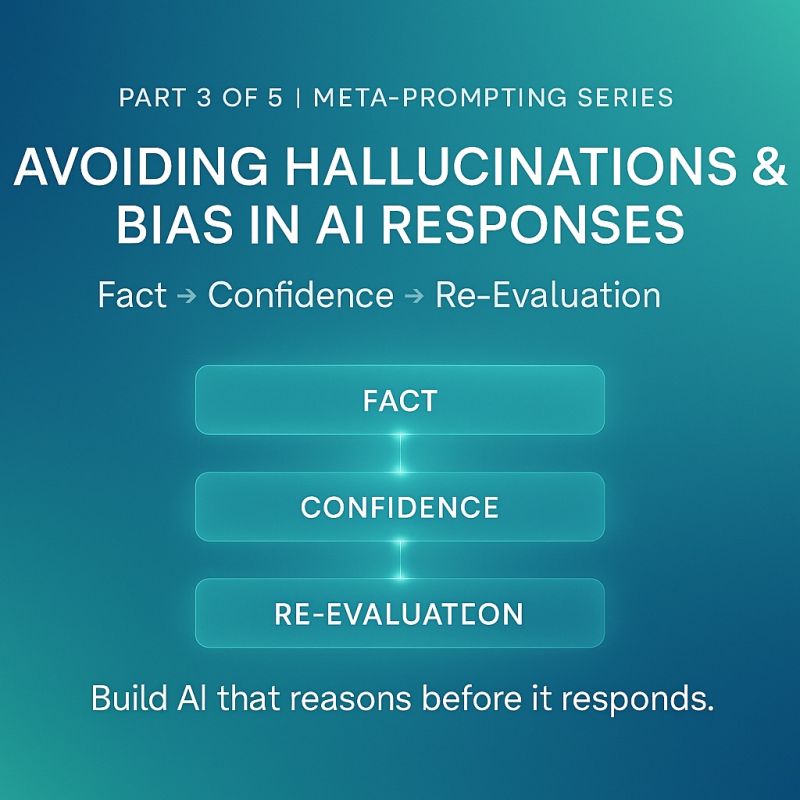 PART 3 OF 5 | META-PROMPTING SERIES
AVOIDING HALLUCINATIONS &
BIAS IN AI RESPONSES
Fact → Confidence → Re-Evaluation
FACT
CONFIDENCE
RE-EVALUATEON
Build AI that reasons before it responds.